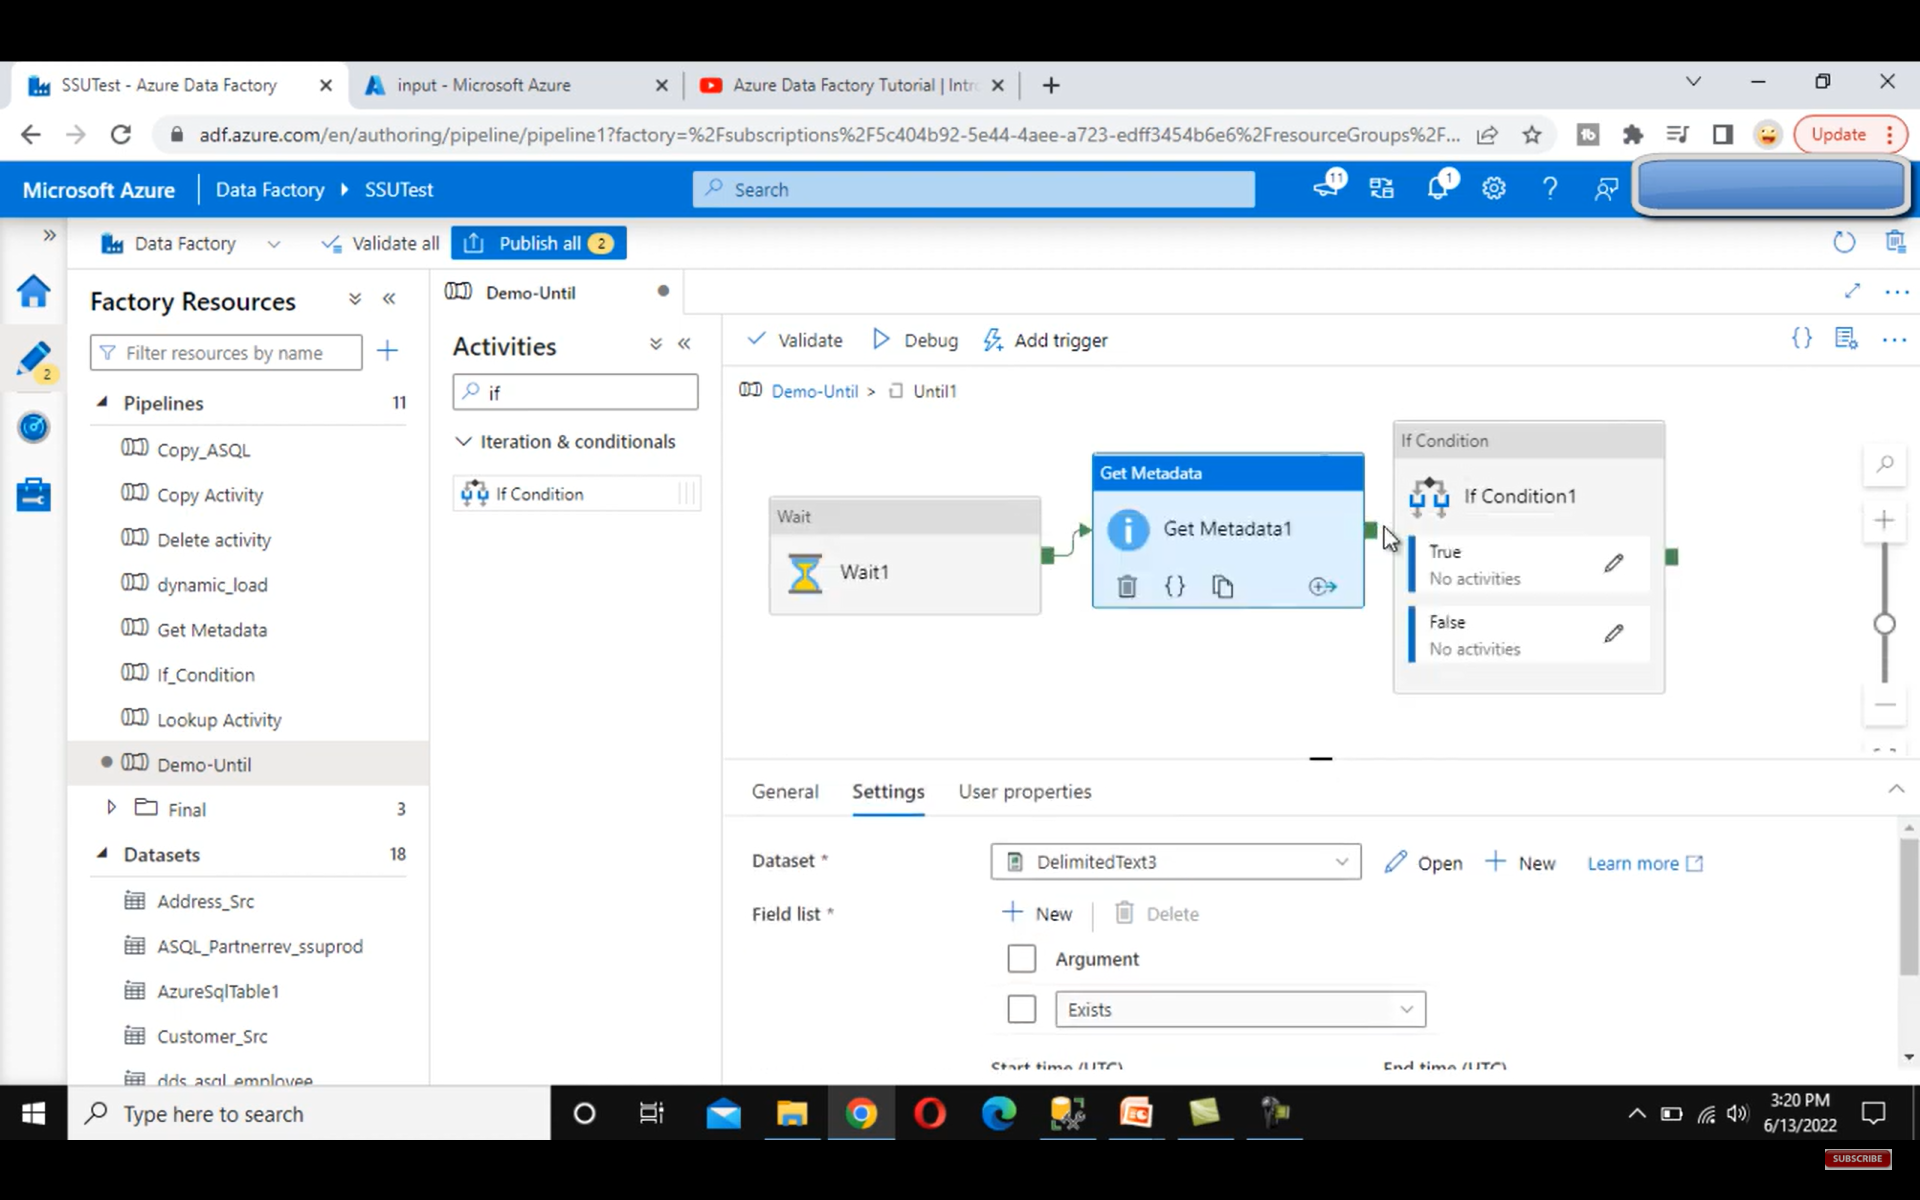 SSUTest - Azure Data Factory
input - Microsoft Azure
Azure Data Factory Tutorial | Intro
adf.azure.com/en/authoring/pipeline/pipeline1?factory=%2Fsubscriptions%2F5c404b92-5e44-4aee-a723-edff3454b6e6%2FresourceGroups%2F...
Update
Microsoft Azure
Data Factory
SSUTest
Search
11
1
Data Factory
Validate all
Publish all 2
Factory Resources
Filter resources by name
2
Pipelines 11
Copy_ASQL
Copy Activity
Delete activity
dynamic_load
Get Metadata
If_Condition
Lookup Activity
Demo-Until
Final 3
Datasets 18
Address_Src
ASQL_Partnerrev_ssuprod
AzureSqlTable1
Customer_Src
dds_asql_employee
Demo-Until
Activities
if
Iteration & conditionals
If Condition
Validate
Debug
Add trigger
Demo-Until > Until1
Wait
Wait1
Get Metadata
Get Metadata1
If Condition
If Condition1
True
No activities
False
No activities
General
Settings
User properties
Dataset *
DelimitedText3
Open
New
Learn more
Field list *
New
Delete
Argument
Exists
Start time (UTC)
End time (UTC)
Type here to search
3:20 PM
6/13/2022
SUBSCRIBE